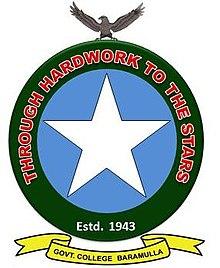 THROUGH HARDWORK TO THE STARS
Estd. 1943
GOVT. COLLEGE BARAMULLA